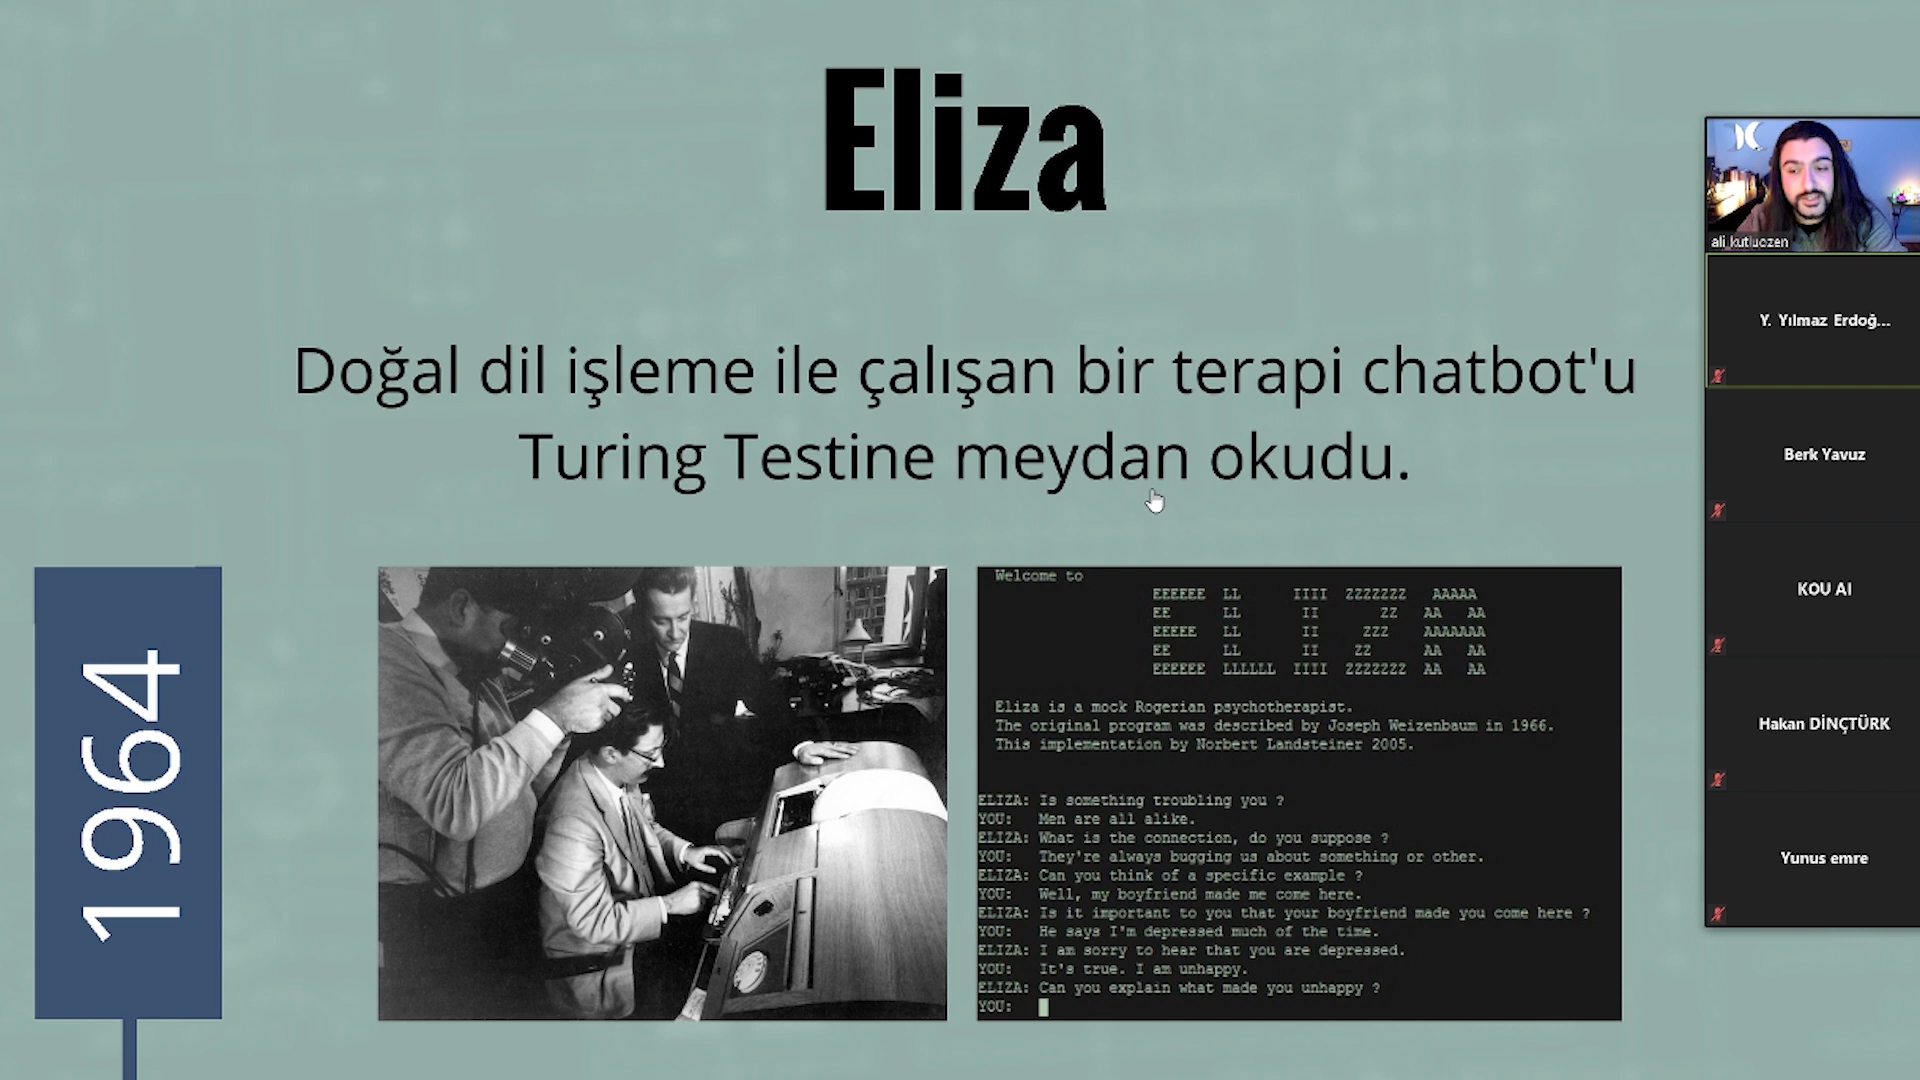 Eliza
Doğal dil işleme ile çalışan bir terapi chatbot'u
Turing Testine meydan okudu.
1964
Welcome to
EEEEEE LL IIII ZZZZZZZ AAAAA
EE LL II ZZ AA AA
EEEEE LL II ZZZ AAAAAAA
EE LL II ZZ AA AA
EEEEEE LLLLLL IIII ZZZZZZZ AA AA
Eliza is a mock Rogerian psychotherapist.
The original program was described by Joseph Weizenbaum in 1966.
This implementation by Norbert Landsteiner 2005.
ELIZA: Is something troubling you ?
YOU: Men are all alike.
ELIZA: What is the connection, do you suppose ?
YOU: They're always bugging us about something or other.
ELIZA: Can you think of a specific example ?
YOU: Well, my boyfriend made me come here.
ELIZA: Is it important to you that your boyfriend made you come here ?
YOU: He says I'm depressed much of the time.
ELIZA: I am sorry to hear that you are depressed.
YOU: It's true. I am unhappy.
ELIZA: Can you explain what made you unhappy ?
YOU:
ali kutluozen
Y. Yılmaz Erdoğ...
Berk Yavuz
KOU AI
Hakan DİNÇTÜRK
Yunus emre